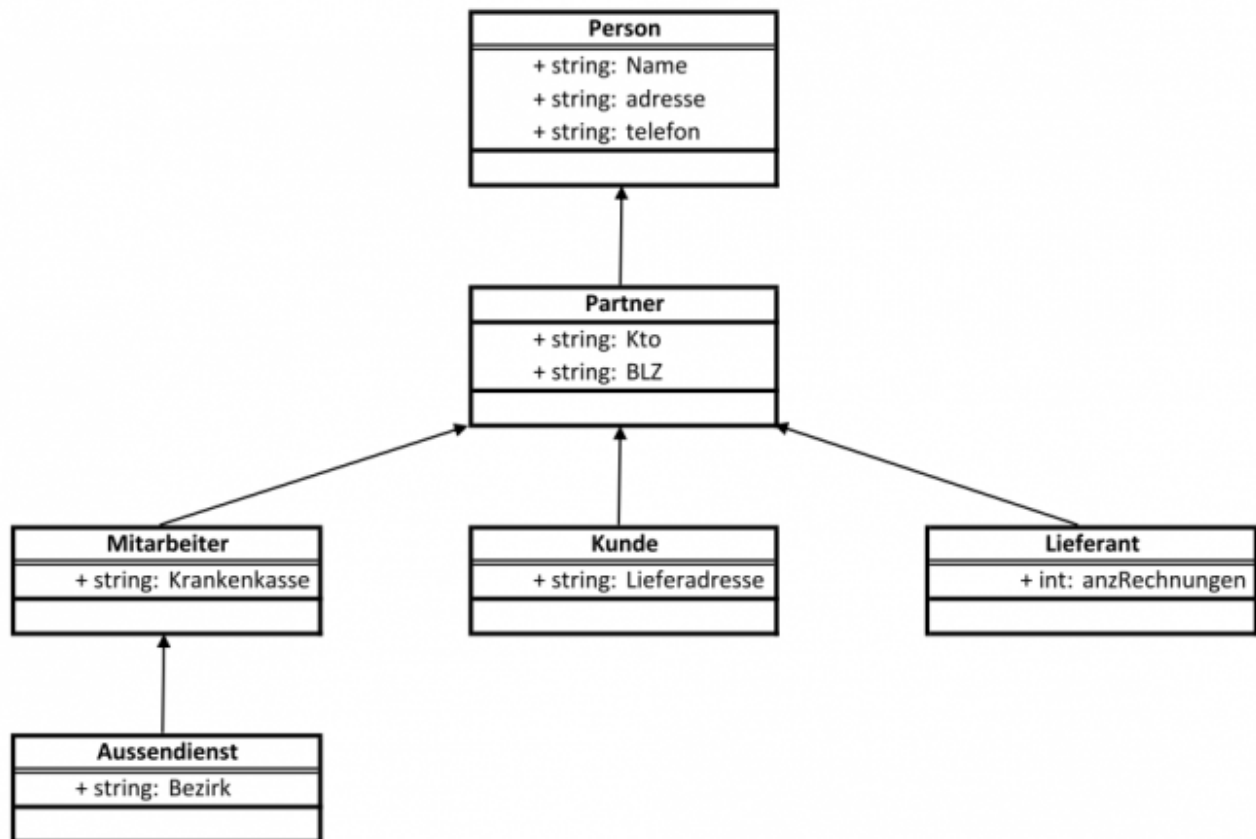 Person
+ string: Name
+ string: adresse
+ string: telefon
Partner
+ string: Kto
+ string: BLZ
Mitarbeiter
+ string: Krankenkasse
Kunde
+ string: Lieferadresse
Lieferant
+ int: anzRechnungen
Aussendienst
+ string: Bezirk